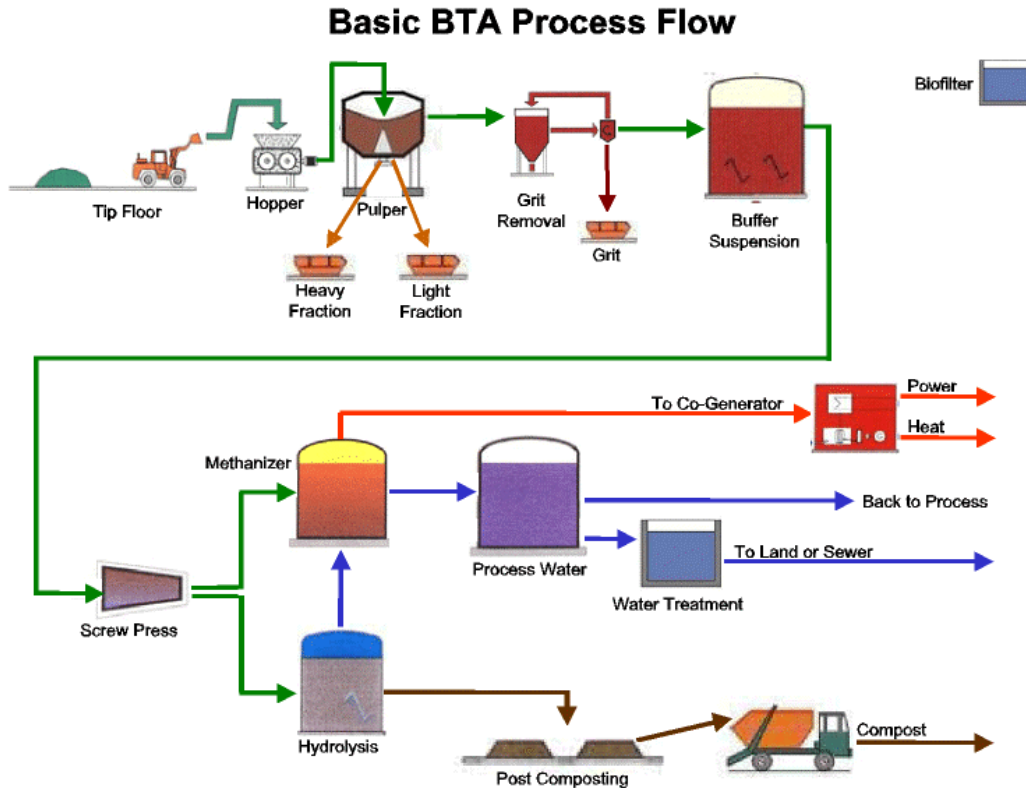 Basic BTA Process Flow
Biofilter
Tip Floor
Hopper
Pulper
Grit
Removal
Grit
Buffer
Suspension
Heavy
Fraction
Light
Fraction
To Co-Generator
Power
Heat
Methanizer
Back to Process
Process Water
To Land or Sewer
Water Treatment
Screw Press
Hydrolysis
Compost
Post Composting